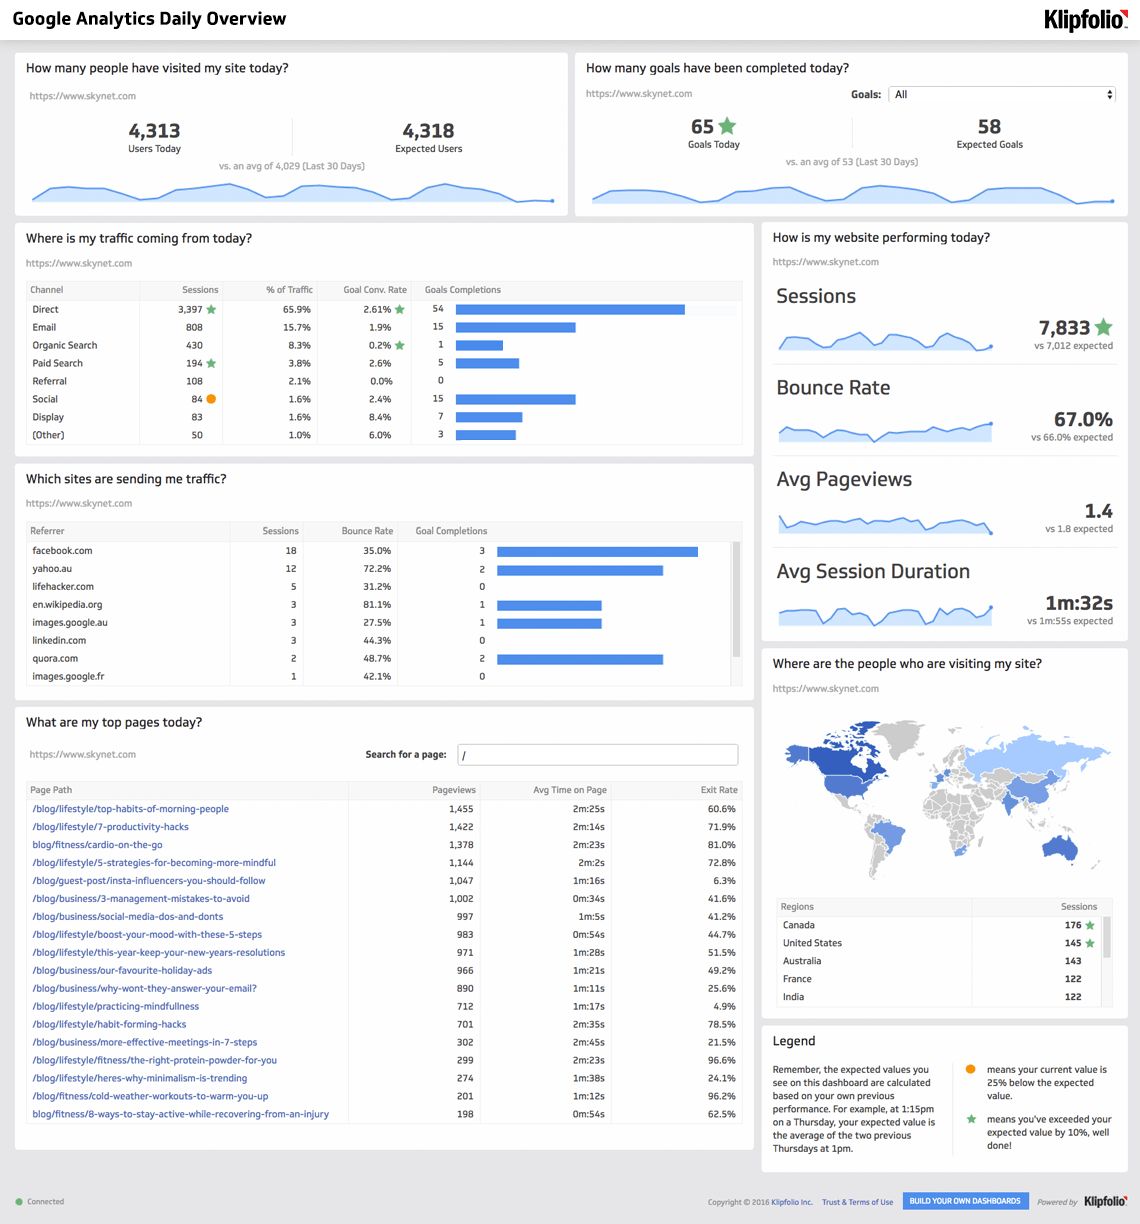 Google Analytics Daily Overview
Klipfolio
How many people have visited my site today?
https://www.skynet.com
4,313
Users Today
4,318
Expected Users
vs. an avg of 4,029 (Last 30 Days)
How many goals have been completed today?
https://www.skynet.com
Goals: All
65
Goals Today
58
Expected Goals
vs. an avg of 53 (Last 30 Days)
Where is my traffic coming from today?
https://www.skynet.com
Channel Sessions % of Traffic Goal Conv. Rate Goals Completions
Direct 3,397 65.9% 2.61% 54
Email 808 15.7% 1.9% 15
Organic Search 430 8.3% 0.2% 1
Paid Search 194 3.8% 2.6% 5
Referral 108 2.1% 0.0% 0
Social 84 1.6% 2.4% 15
Display 83 1.6% 8.4% 7
(Other) 50 1.0% 6.0% 3
Which sites are sending me traffic?
https://www.skynet.com
Referrer Sessions Bounce Rate Goal Completions
facebook.com 18 35.0% 3
yahoo.au 12 72.2% 2
lifehacker.com 5 31.2% 0
en.wikipedia.org 3 81.1% 1
images.google.au 3 27.5% 1
linkedin.com 3 44.3% 0
quora.com 2 48.7% 2
images.google.fr 1 42.1% 0
What are my top pages today?
https://www.skynet.com
Search for a page: /
Page Path Pageviews Avg Time on Page Exit Rate
/blog/lifestyle/top-habits-of-morning-people 1,455 2m:25s 60.6%
/blog/lifestyle/7-productivity-hacks 1,422 2m:14s 71.9%
blog/fitness/cardio-on-the-go 1,378 2m:23s 81.0%
/blog/lifestyle/5-strategies-for-becoming-more-mindful 1,144 2m:2s 72.8%
/blog/guest-post/insta-influencers-you-should-follow 1,047 1m:16s 6.3%
/blog/business/3-management-mistakes-to-avoid 1,002 0m:34s 41.6%
/blog/business/social-media-dos-and-donts 997 1m:5s 41.2%
/blog/lifestyle/boost-your-mood-with-these-5-steps 983 0m:54s 44.7%
/blog/lifestyle/this-year-keep-your-new-years-resolutions 971 1m:28s 51.5%
/blog/business/our-favourite-holiday-ads 966 1m:21s 49.2%
/blog/business/why-wont-they-answer-your-email? 890 1m:11s 25.6%
/blog/lifestyle/practicing-mindfullness 712 1m:17s 4.9%
/blog/lifestyle/habit-forming-hacks 701 2m:35s 78.5%
/blog/business/more-effective-meetings-in-7-steps 302 2m:45s 21.5%
/blog/lifestyle/fitness/the-right-protein-powder-for-you 299 2m:23s 96.6%
/blog/lifestyle/heres-why-minimalism-is-trending 274 1m:38s 24.1%
/blog/fitness/cold-weather-workouts-to-warm-you-up 201 1m:12s 96.2%
blog/fitness/8-ways-to-stay-active-while-recovering-from-an-injury 198 0m:54s 62.5%
How is my website performing today?
https://www.skynet.com
Sessions
7,833
vs 7,012 expected
Bounce Rate
67.0%
vs 66.0% expected
Avg Pageviews
1.4
vs 1.8 expected
Avg Session Duration
1m:32s
vs 1m:55s expected
Where are the people who are visiting my site?
https://www.skynet.com
Regions Sessions
Canada 176
United States 145
Australia 143
France 122
India 122
Legend
Remember, the expected values you
see on this dashboard are calculated
based on your own previous
performance. For example, at 1:15pm
on a Thursday, your expected value is
the average of the two previous
Thursdays at 1pm.
means your current value is
25% below the expected
value.
means you've exceeded your
expected value by 10%, well
done!
Connected
Copyright © 2016 Klipfolio Inc. Trust & Terms of Use BUILD YOUR OWN DASHBOARDS Powered by Klipfolio